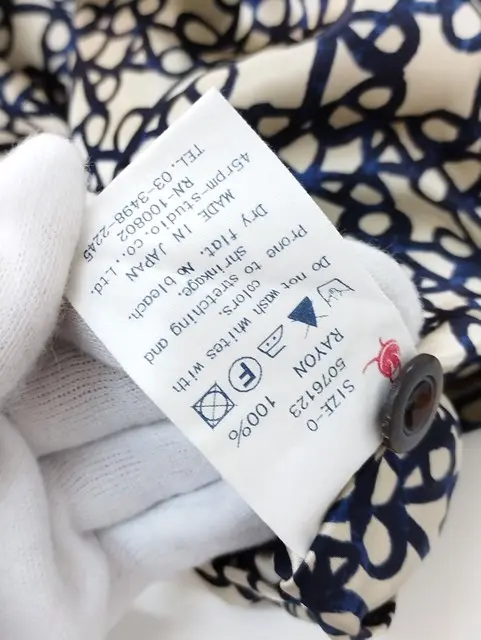 SIZE-0
5076123
RAYON 100%
Do not wash whites with
colors.
Prone to stretching and
shrinkage.
Dry flat. No bleach.
MADE IN JAPAN
RN-100802
45rpm-studio.co.,Ltd.
TEL.03-3498-2245
F